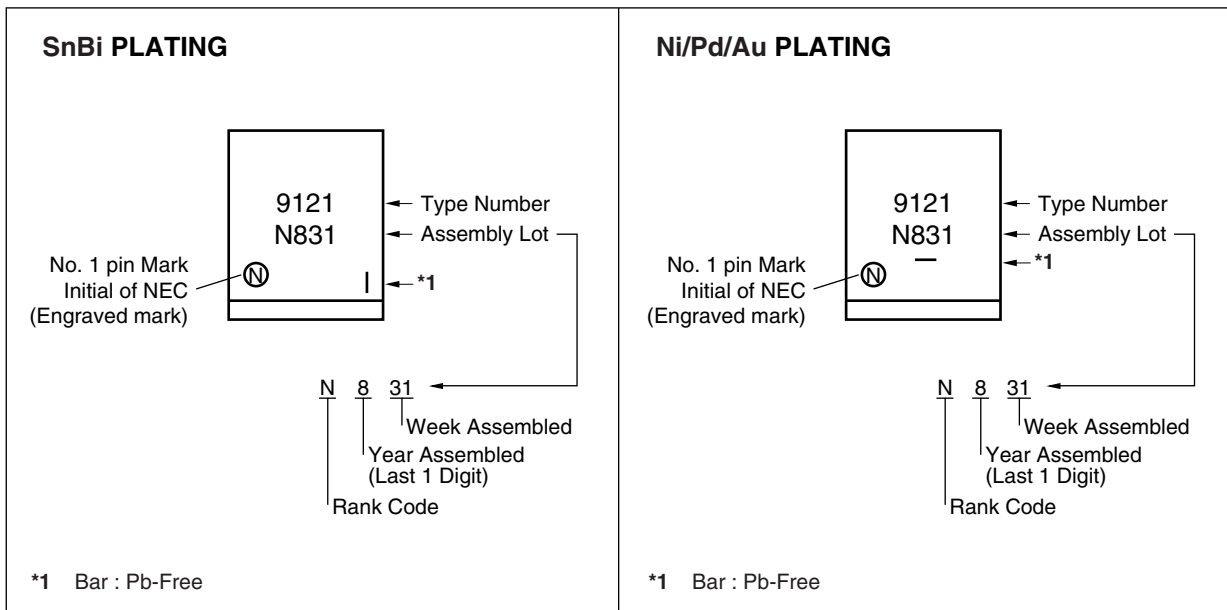 SnBi PLATING
9121
Type Number
N831
Assembly Lot
No. 1 pin Mark
Initial of NEC
(Engraved mark)
N
*1
N 8 31
Week Assembled
Year Assembled
(Last 1 Digit)
Rank Code
*1 Bar : Pb-Free
Ni/Pd/Au PLATING
9121
Type Number
N831
Assembly Lot
*1
No. 1 pin Mark
Initial of NEC
(Engraved mark)
N
N 8 31
Week Assembled
Year Assembled
(Last 1 Digit)
Rank Code
*1 Bar : Pb-Free